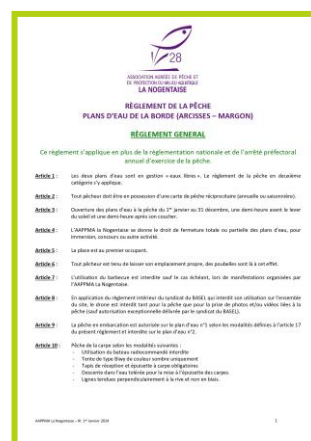 28
ASSOCIATION AGRÉÉE DE PÊCHE ET
DE PROTECTION DU MILIEU AQUATIQUE
LA NOGENTAISE
RÈGLEMENT DE LA PÊCHE
PLANS D'EAU DE LA BORDE (ARCISSES – MARGON)
RÈGLEMENT GENERAL
Ce règlement s'applique en plus de la règlementation nationale et de l'arrêté préfectoral
annuel d'exercice de la pêche.
Article 1 : Les deux plans d'eau sont en gestion « eaux libres ». Le règlement de la pêche en deuxième
catégorie s'y applique.
Article 2 : Tout pêcheur doit être en possession d'une carte de pêche réciprocitaire (annuelle ou saisonnière).
Article 3 : Ouverture des plans d'eau à la pêche du 1er janvier au 31 décembre, une demi-heure avant le lever
du soleil et une demi-heure après son coucher.
Article 4 : L'AAPPMA la Nogentaise se donne le droit de fermeture totale ou partielle des plans d'eau, pour
immersion, concours ou autre activité.
Article 5 : La place est au premier occupant.
Article 6 : Tout pêcheur est tenu de laisser son emplacement propre, des poubelles sont là à cet effet.
Article 7 : L'utilisation du barbecue est interdite sauf le cas échéant, lors de manifestations organisées par
l'AAPPMA La Nogentaise.
Article 8 : En application du règlement intérieur du syndicat du BASEL qui interdit son utilisation sur l'ensemble
du site, le drone est interdit tant pour la pêche que pour la prise de photos et/ou vidéos liées à la
pêche (sauf autorisation exceptionnelle délivrée par le syndicat du BASEL).
Article 9 : La pêche en embarcation est autorisée sur le plan d'eau n°1 selon les modalités définies à l'article 17
du présent règlement et interdite sur le plan d'eau n°2.
Article 10 : Pêche de la carpe selon les modalités suivantes :
- Utilisation du bateau radiocommandé interdite
- Tente de type Biwy de couleur sombre uniquement
- Tapis de réception et épuisette à carpe obligatoires
- Descente dans l'eau tolérée pour la mise à l'épuisette des carpes
- Lignes tendues perpendiculairement à la rive et non en biais.
AAPPMA La Nogentaise – M. 1er Janvier 2024
1